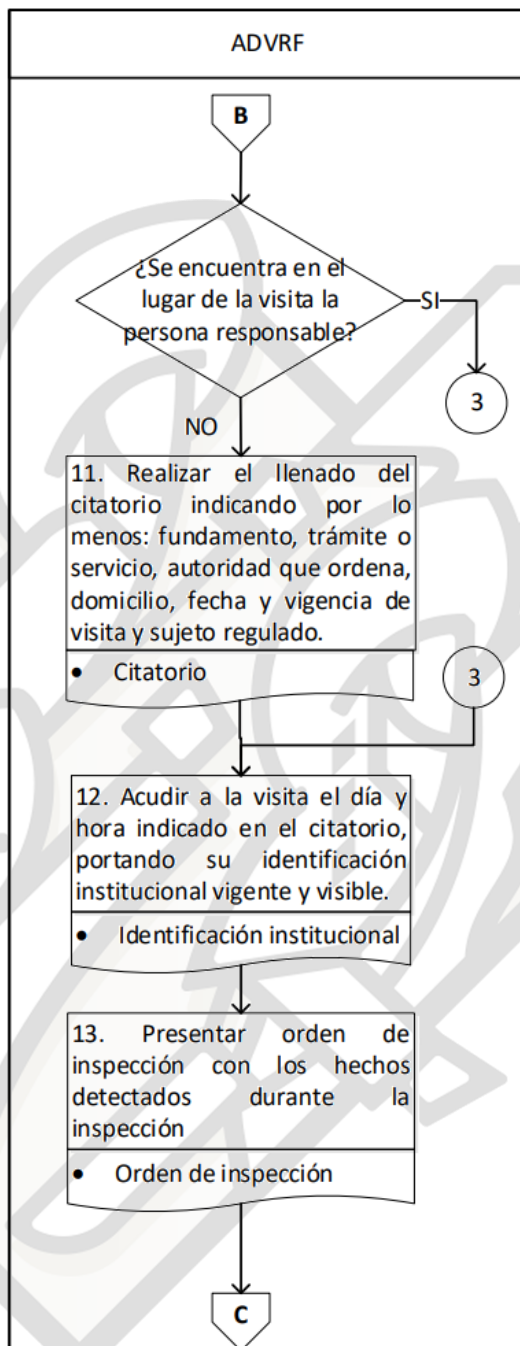 ADVRF
B
¿Se encuentra en el
lugar de la visita la
persona responsable?
SI
3
NO
11. Realizar el llenado del
citatorio indicando por lo
menos: fundamento, trámite o
servicio, autoridad que ordena,
domicilio, fecha y vigencia de
visita y sujeto regulado.
• Citatorio
3
12. Acudir a la visita el día y
hora indicado en el citatorio,
portando su identificación
institucional vigente y visible.
• Identificación institucional
13. Presentar orden de
inspección con los hechos
detectados durante la
inspección
• Orden de inspección
C